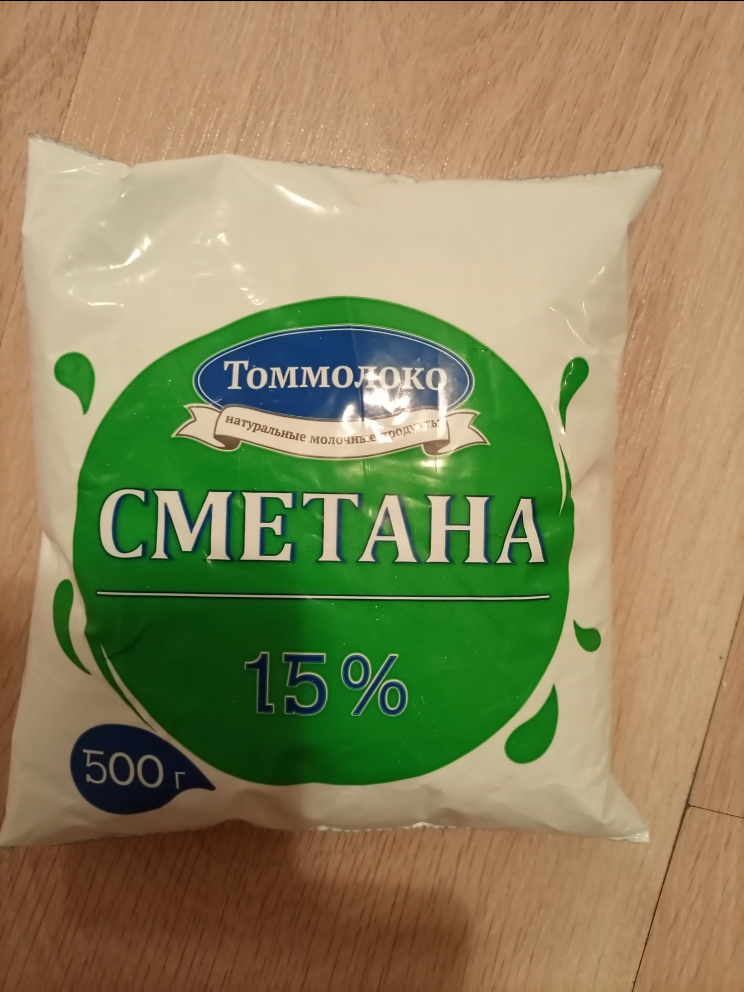 Томмолоко
натуральные молочные продукты
СМЕТАНА
15%
500 г